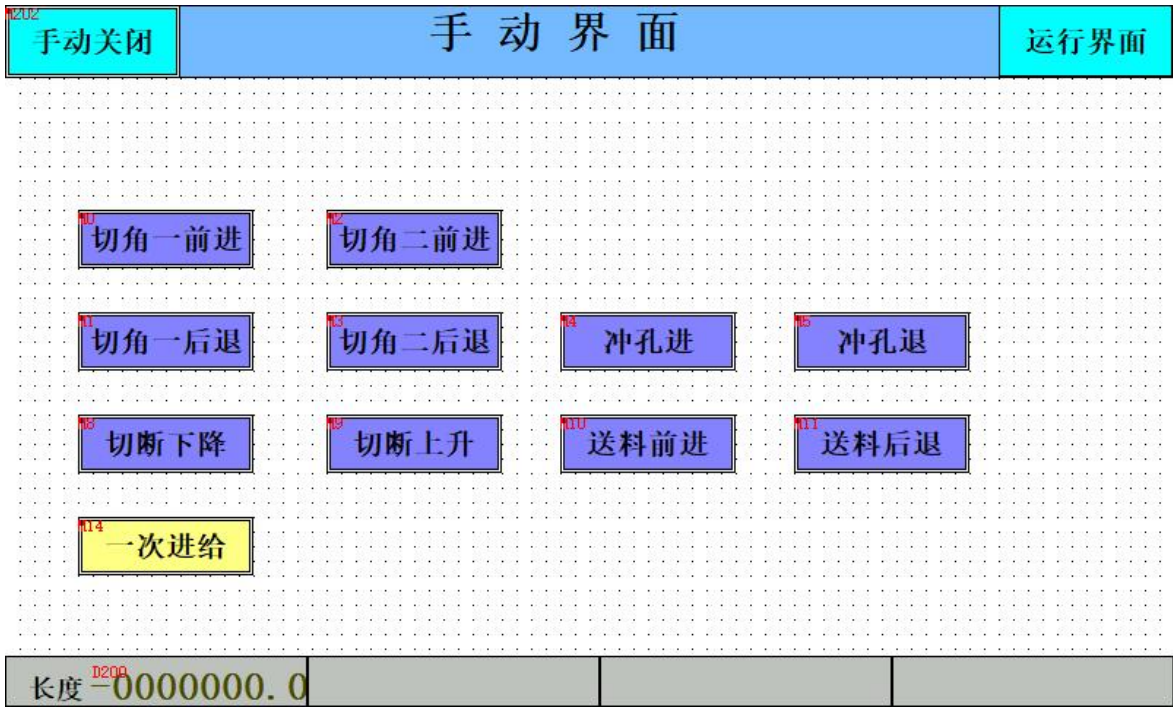 M202
手动关闭 手动界面 运行界面
M0 M2
切角一前进 切角二前进
M1 M3 M4 M5
切角一后退 切角二后退 冲孔进 冲孔退
M8 M9 M10 M11
切断下降 切断上升 送料前进 送料后退
M14
一次进给
D200
长度 -0000000.0